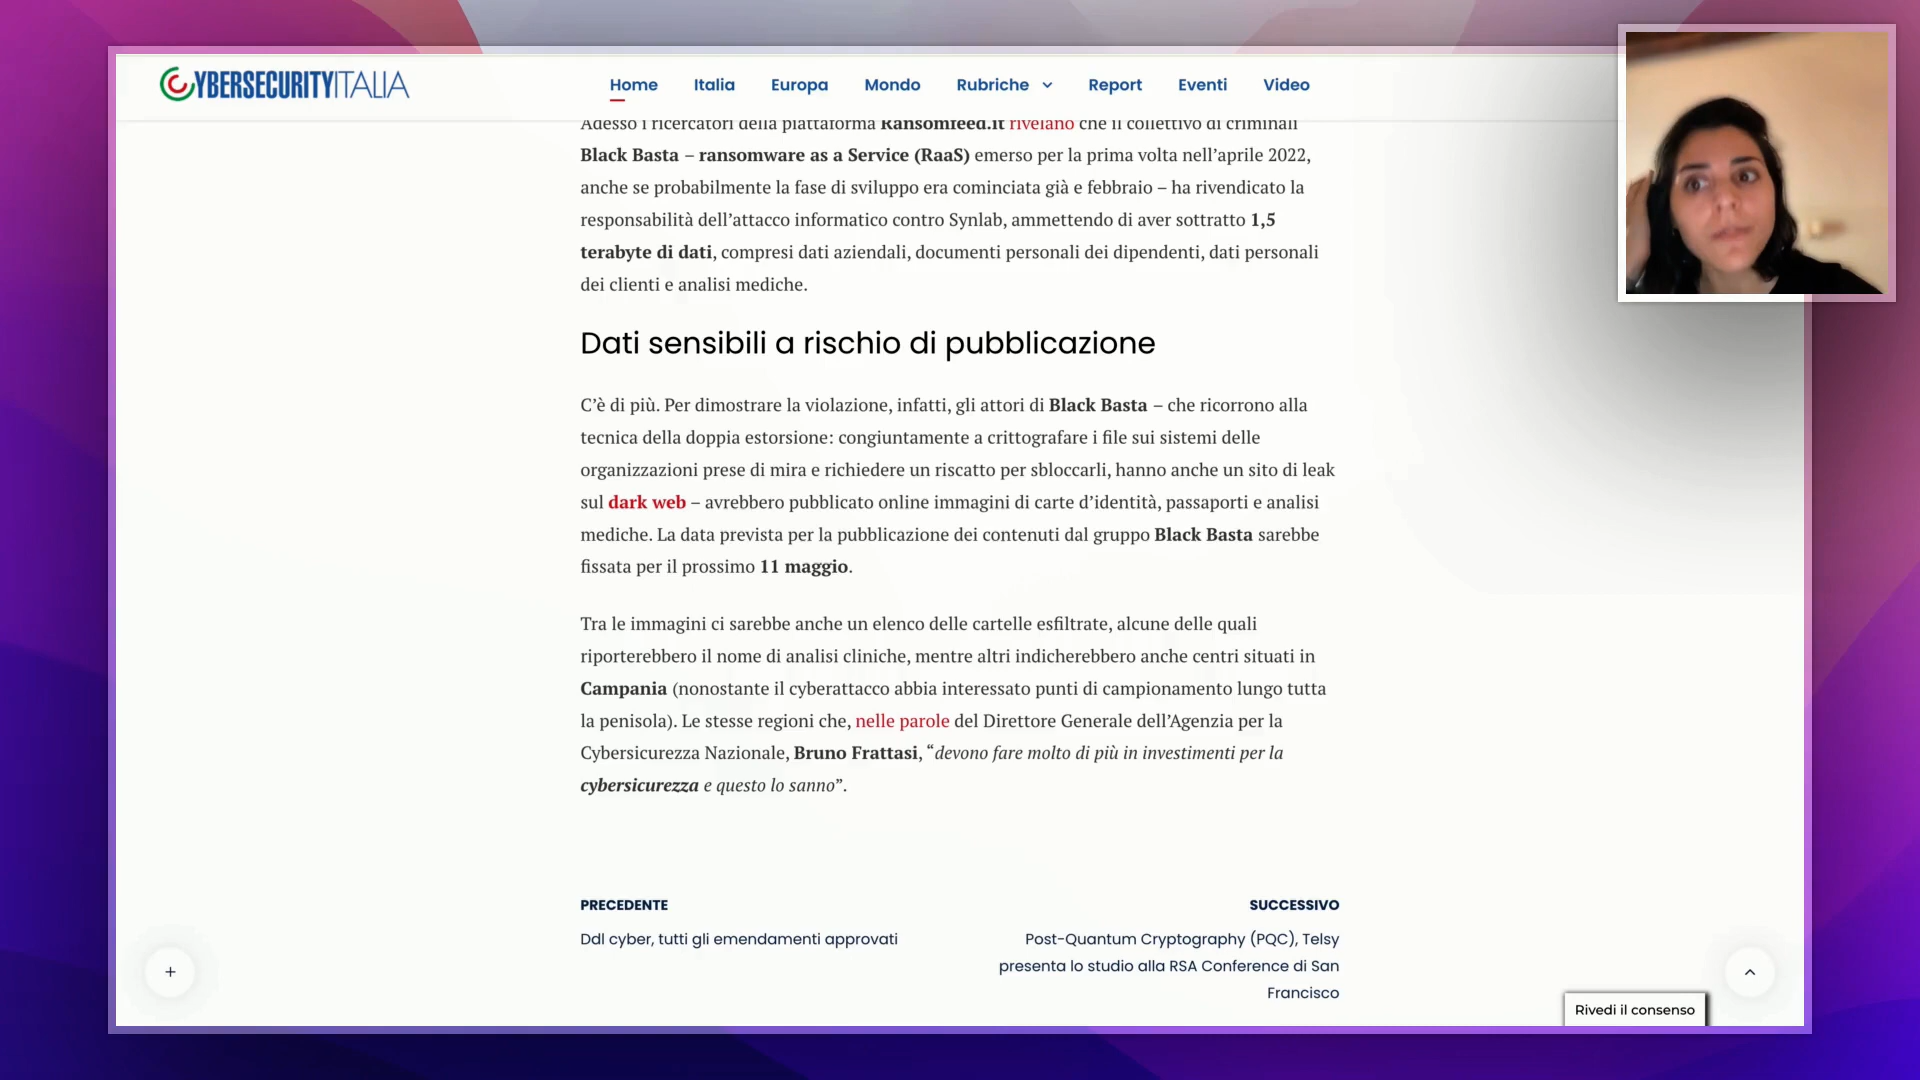 CYBERSECURITYITALIA
Home Italia Europa Mondo Rubriche Report Eventi Video
Adesso i ricercatori della piattaforma Ransomfeed.it rivelano che il collettivo di criminali
Black Basta – ransomware as a Service (RaaS) emerso per la prima volta nell’aprile 2022,
anche se probabilmente la fase di sviluppo era cominciata già e febbraio – ha rivendicato la
responsabilità dell’attacco informatico contro Synlab, ammettendo di aver sottratto 1,5
terabyte di dati, compresi dati aziendali, documenti personali dei dipendenti, dati personali
dei clienti e analisi mediche.
Dati sensibili a rischio di pubblicazione
C’è di più. Per dimostrare la violazione, infatti, gli attori di Black Basta – che ricorrono alla
tecnica della doppia estorsione: congiuntamente a crittografare i file sui sistemi delle
organizzazioni prese di mira e richiedere un riscatto per sbloccarli, hanno anche un sito di leak
sul dark web – avrebbero pubblicato online immagini di carte d’identità, passaporti e analisi
mediche. La data prevista per la pubblicazione dei contenuti dal gruppo Black Basta sarebbe
fissata per il prossimo 11 maggio.
Tra le immagini ci sarebbe anche un elenco delle cartelle esfiltrate, alcune delle quali
riporterebbero il nome di analisi cliniche, mentre altri indicherebbero anche centri situati in
Campania (nonostante il cyberattacco abbia interessato punti di campionamento lungo tutta
la penisola). Le stesse regioni che, nelle parole del Direttore Generale dell’Agenzia per la
Cybersicurezza Nazionale, Bruno Frattasi, “devono fare molto di più in investimenti per la
cybersicurezza e questo lo sanno”.
PRECEDENTE
Ddl cyber, tutti gli emendamenti approvati
SUCCESSIVO
Post-Quantum Cryptography (PQC), Telsy
presenta lo studio alla RSA Conference di San
Francisco
Rivedi il consenso